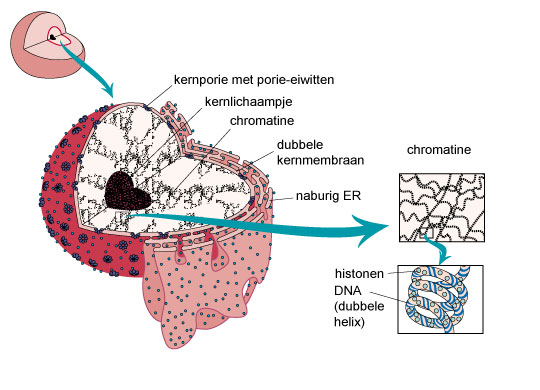 kernporie met porie-eiwitten
kernlichaampje
chromatine
dubbele
kernmembraan
naburig ER
chromatine
histonen
DNA
(dubbele
helix)